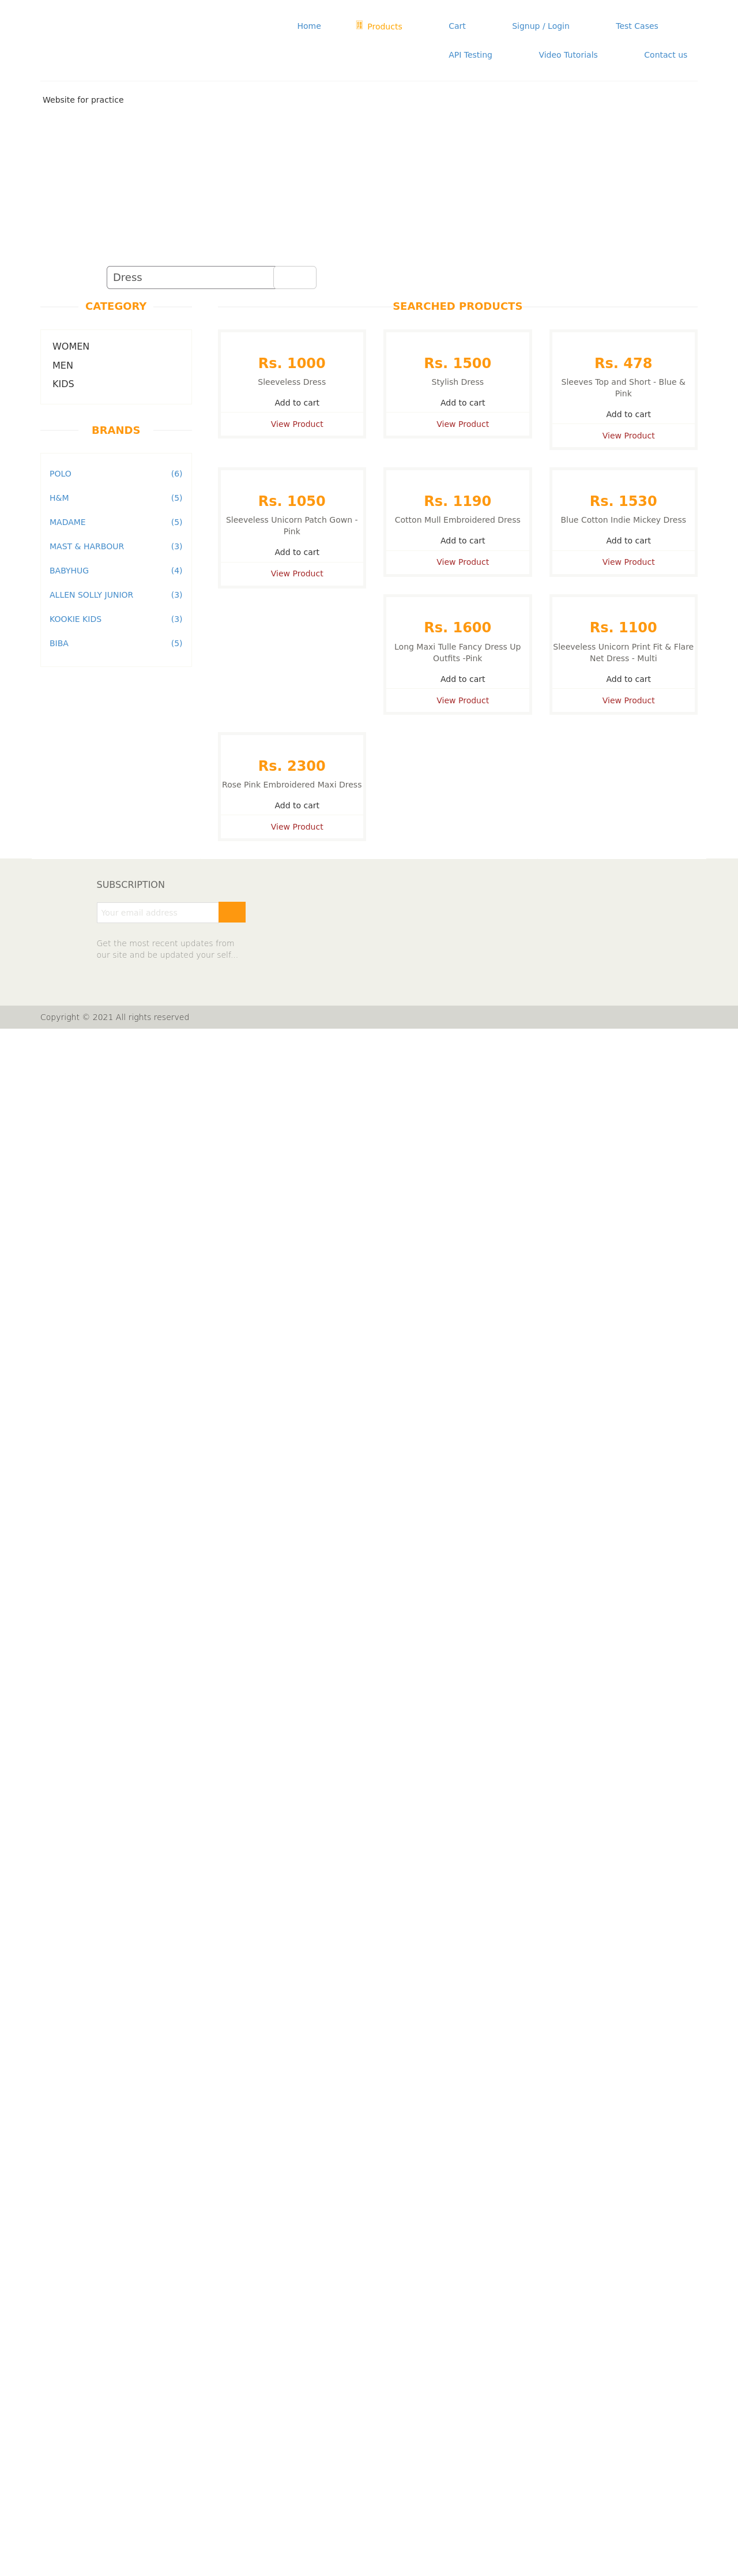 Home
Products
Cart
Signup / Login
Test Cases
API Testing
Video Tutorials
Contact us
Website for practice
Dress
CATEGORY
WOMEN
MEN
KIDS
BRANDS
POLO (6)
H&M (5)
MADAME (5)
MAST & HARBOUR (3)
BABYHUG (4)
ALLEN SOLLY JUNIOR (3)
KOOKIE KIDS (3)
BIBA (5)
SEARCHED PRODUCTS
Rs. 1000
Sleeveless Dress
Add to cart
View Product
Rs. 1500
Stylish Dress
Add to cart
View Product
Rs. 478
Sleeves Top and Short - Blue &
Pink
Add to cart
View Product
Rs. 1050
Sleeveless Unicorn Patch Gown -
Pink
Add to cart
View Product
Rs. 1190
Cotton Mull Embroidered Dress
Add to cart
View Product
Rs. 1530
Blue Cotton Indie Mickey Dress
Add to cart
View Product
Rs. 1600
Long Maxi Tulle Fancy Dress Up
Outfits -Pink
Add to cart
View Product
Rs. 1100
Sleeveless Unicorn Print Fit & Flare
Net Dress - Multi
Add to cart
View Product
Rs. 2300
Rose Pink Embroidered Maxi Dress
Add to cart
View Product
SUBSCRIPTION
Your email address
Get the most recent updates from
our site and be updated your self...
Copyright © 2021 All rights reserved